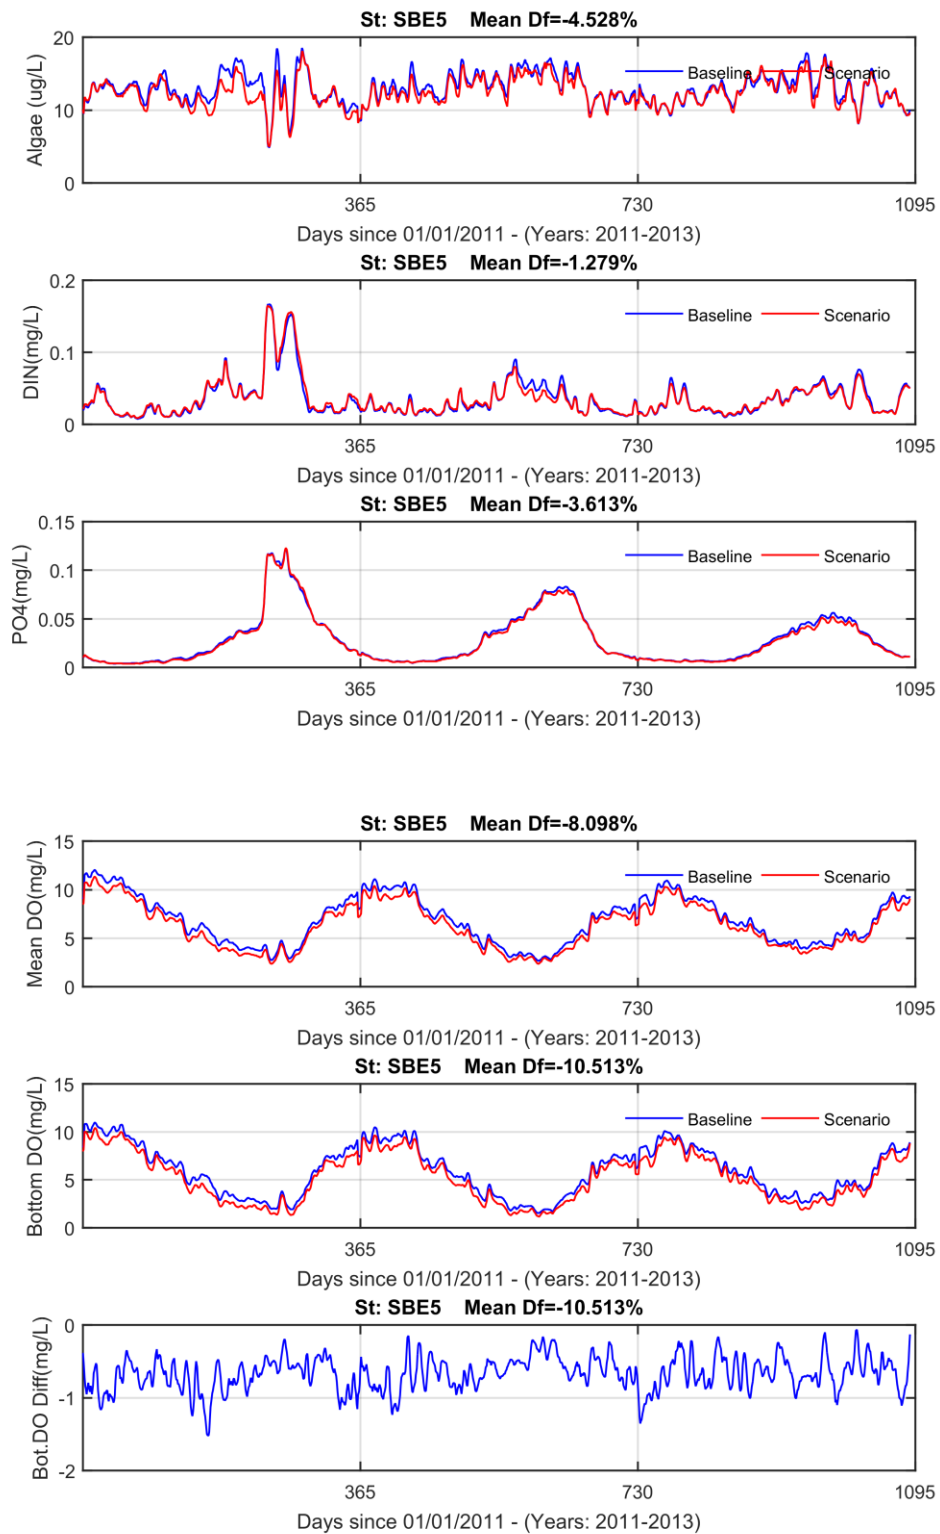 St: SBE5 Mean Df=-4.528%
Algae (ug/L)
20
10
0
Baseline Scenario
365 730 1095
Days since 01/01/2011 - (Years: 2011-2013)
St: SBE5 Mean Df=-1.279%
DIN(mg/L)
0.2
0.1
0
Baseline Scenario
365 730 1095
Days since 01/01/2011 - (Years: 2011-2013)
St: SBE5 Mean Df=-3.613%
PO4(mg/L)
0.15
0.1
0.05
0
Baseline Scenario
365 730 1095
Days since 01/01/2011 - (Years: 2011-2013)
St: SBE5 Mean Df=-8.098%
Mean DO(mg/L)
15
10
5
0
Baseline Scenario
365 730 1095
Days since 01/01/2011 - (Years: 2011-2013)
St: SBE5 Mean Df=-10.513%
Bottom DO(mg/L)
15
10
5
0
Baseline Scenario
365 730 1095
Days since 01/01/2011 - (Years: 2011-2013)
St: SBE5 Mean Df=-10.513%
Bot.DO Diff(mg/L)
0
-1
-2
365 730 1095
Days since 01/01/2011 - (Years: 2011-2013)